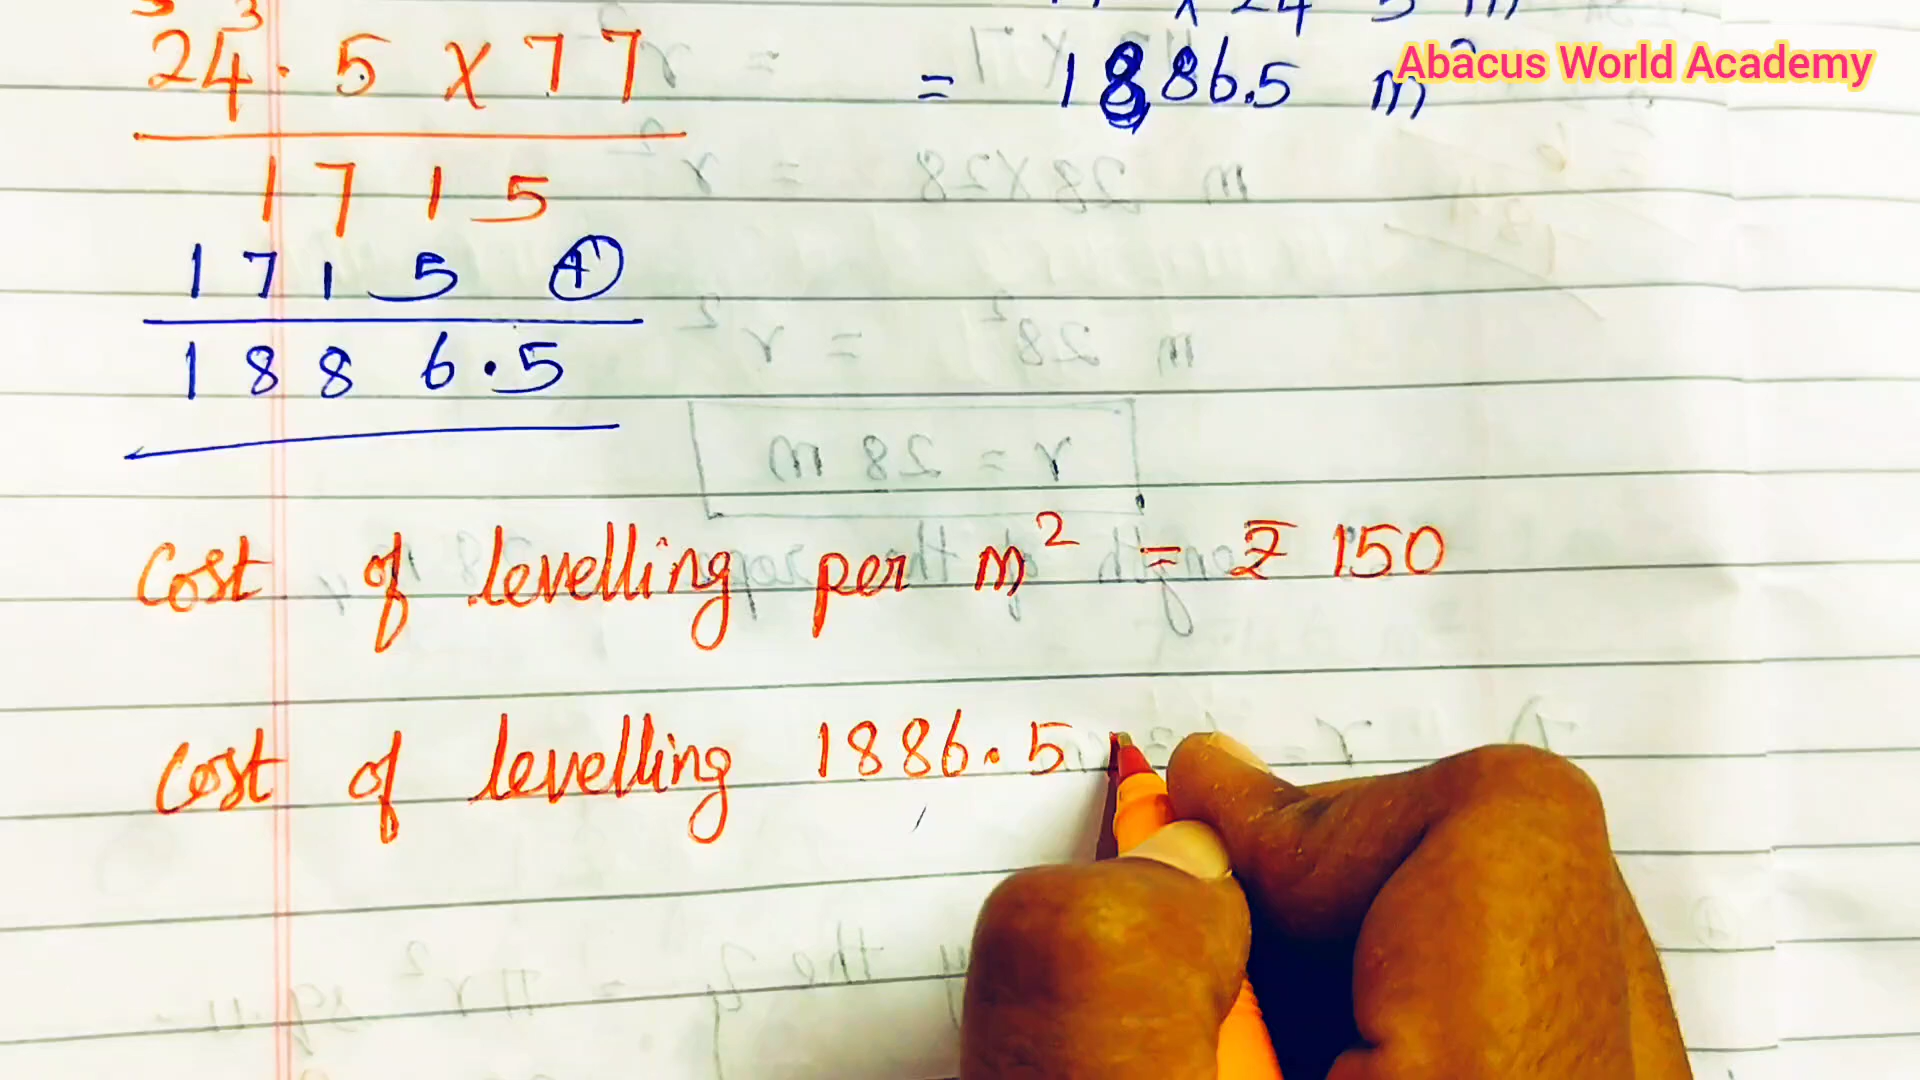 24.5 X 77
1715
1715 +
1886.5
= 1886.5 m²
Abacus World Academy
Cost of levelling per m² = ₹ 150
Cost of levelling 1886.5